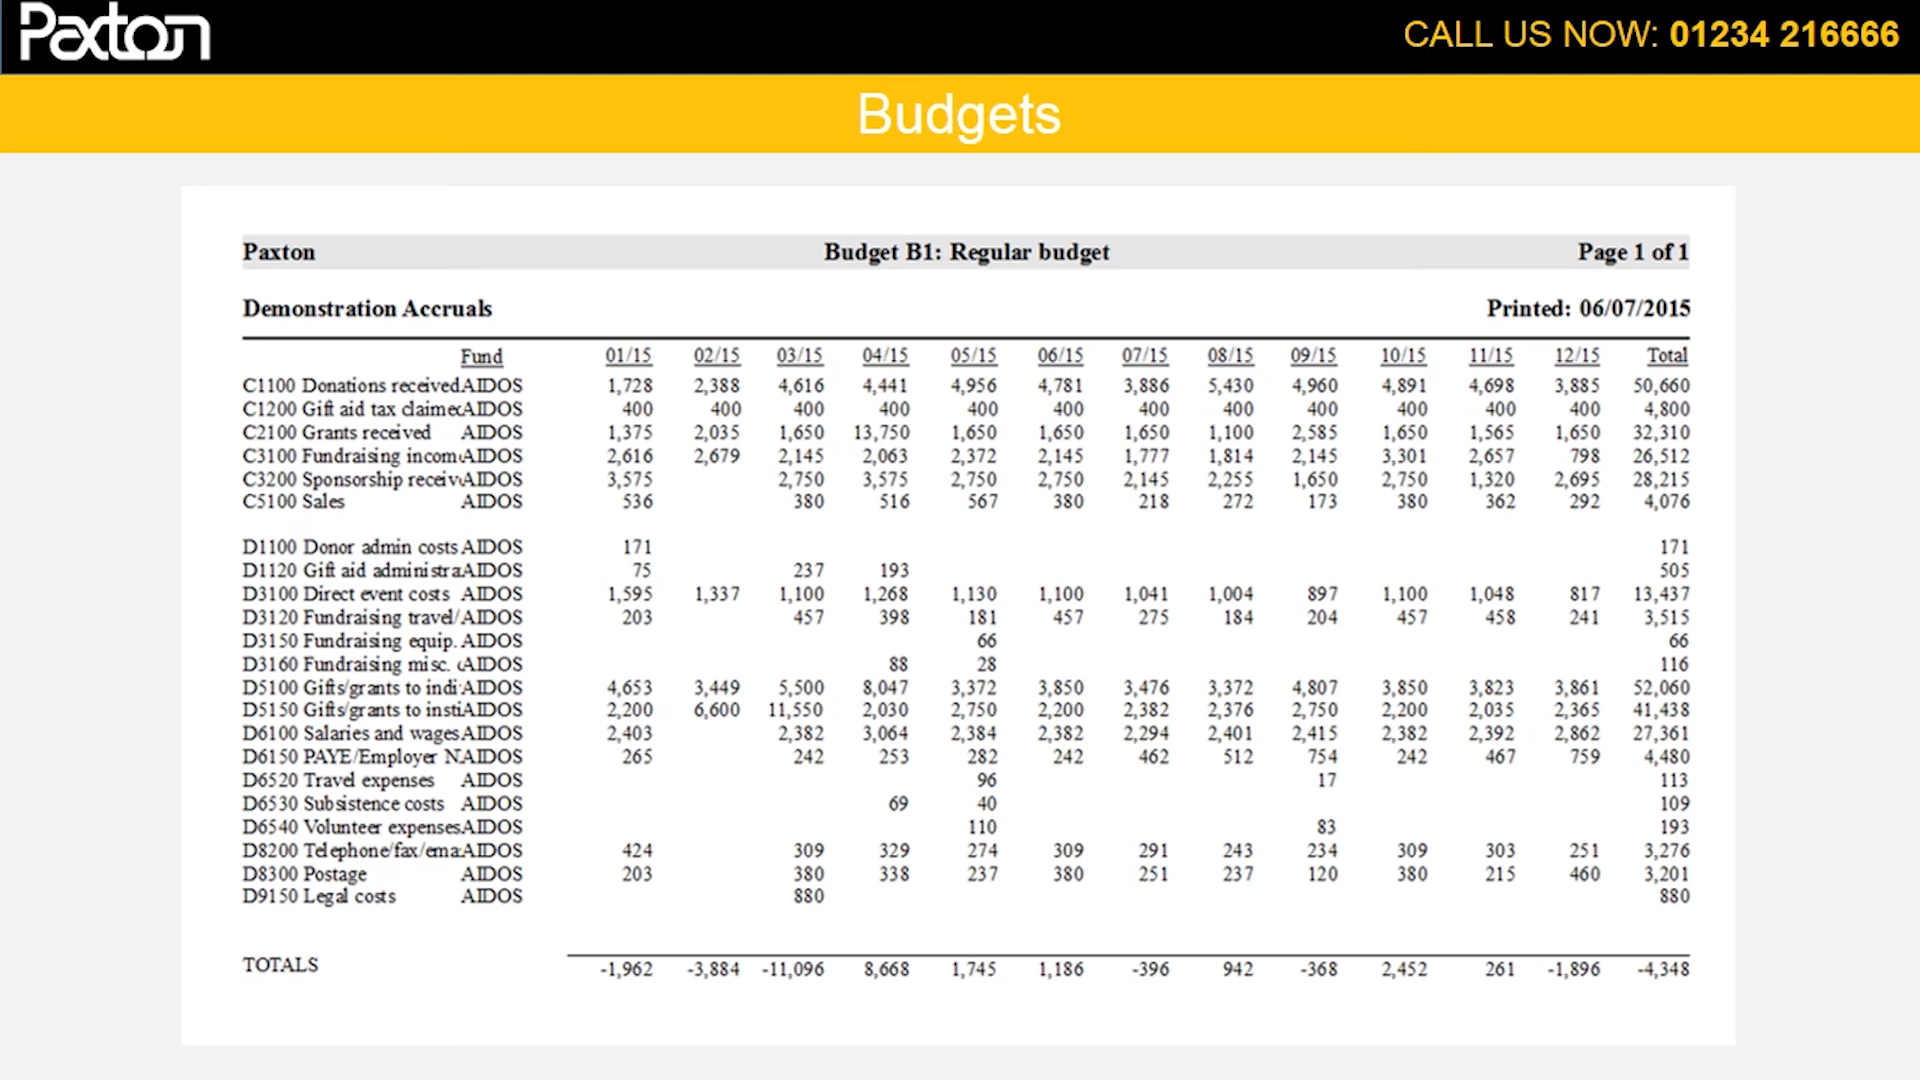 Paxton CALL US NOW: 01234 216666
Budgets
Paxton Budget B1: Regular budget Page 1 of 1
Demonstration Accruals Printed: 06/07/2015
Fund 01/15 02/15 03/15 04/15 05/15 06/15 07/15 08/15 09/15 10/15 11/15 12/15 Total
C1100 Donations received AIDOS 1,728 2,388 4,616 4,441 4,956 4,781 3,886 5,430 4,960 4,891 4,698 3,885 50,660
C1200 Gift aid tax claimec AIDOS 400 400 400 400 400 400 400 400 400 400 400 400 4,800
C2100 Grants received AIDOS 1,375 2,035 1,650 13,750 1,650 1,650 1,650 1,100 2,585 1,650 1,565 1,650 32,310
C3100 Fundraising incom AIDOS 2,616 2,679 2,145 2,063 2,372 2,145 1,777 1,814 2,145 3,301 2,657 798 26,512
C3200 Sponsorship receiv AIDOS 3,575 2,750 3,575 2,750 2,750 2,145 2,255 1,650 2,750 1,320 2,695 28,215
C5100 Sales AIDOS 536 380 516 567 380 218 272 173 380 362 292 4,076
D1100 Donor admin costs AIDOS 171 171
D1120 Gift aid administra AIDOS 75 237 193 505
D3100 Direct event costs AIDOS 1,595 1,337 1,100 1,268 1,130 1,100 1,041 1,004 897 1,100 1,048 817 13,437
D3120 Fundraising travel/ AIDOS 203 457 398 181 457 275 184 204 457 458 241 3,515
D3150 Fundraising equip. AIDOS 66 66
D3160 Fundraising misc. AIDOS 88 28 116
D5100 Gifts/grants to indi AIDOS 4,653 3,449 5,500 8,047 3,372 3,850 3,476 3,372 4,807 3,850 3,823 3,861 52,060
D5150 Gifts/grants to insti AIDOS 2,200 6,600 11,550 2,030 2,750 2,200 2,382 2,376 2,750 2,200 2,035 2,365 41,438
D6100 Salaries and wages AIDOS 2,403 2,382 3,064 2,384 2,382 2,294 2,401 2,415 2,382 2,392 2,862 27,361
D6150 PAYE/Employer N AIDOS 265 242 253 282 242 462 512 754 242 467 759 4,480
D6520 Travel expenses AIDOS 96 17 113
D6530 Subsistence costs AIDOS 69 40 109
D6540 Volunteer expenses AIDOS 110 83 193
D8200 Telephone/fax/ema AIDOS 424 309 329 274 309 291 243 234 309 303 251 3,276
D8300 Postage AIDOS 203 380 338 237 380 251 237 120 380 215 460 3,201
D9150 Legal costs AIDOS 880 880
TOTALS -1,962 -3,884 -11,096 8,668 1,745 1,186 -396 942 -368 2,452 261 -1,896 -4,348